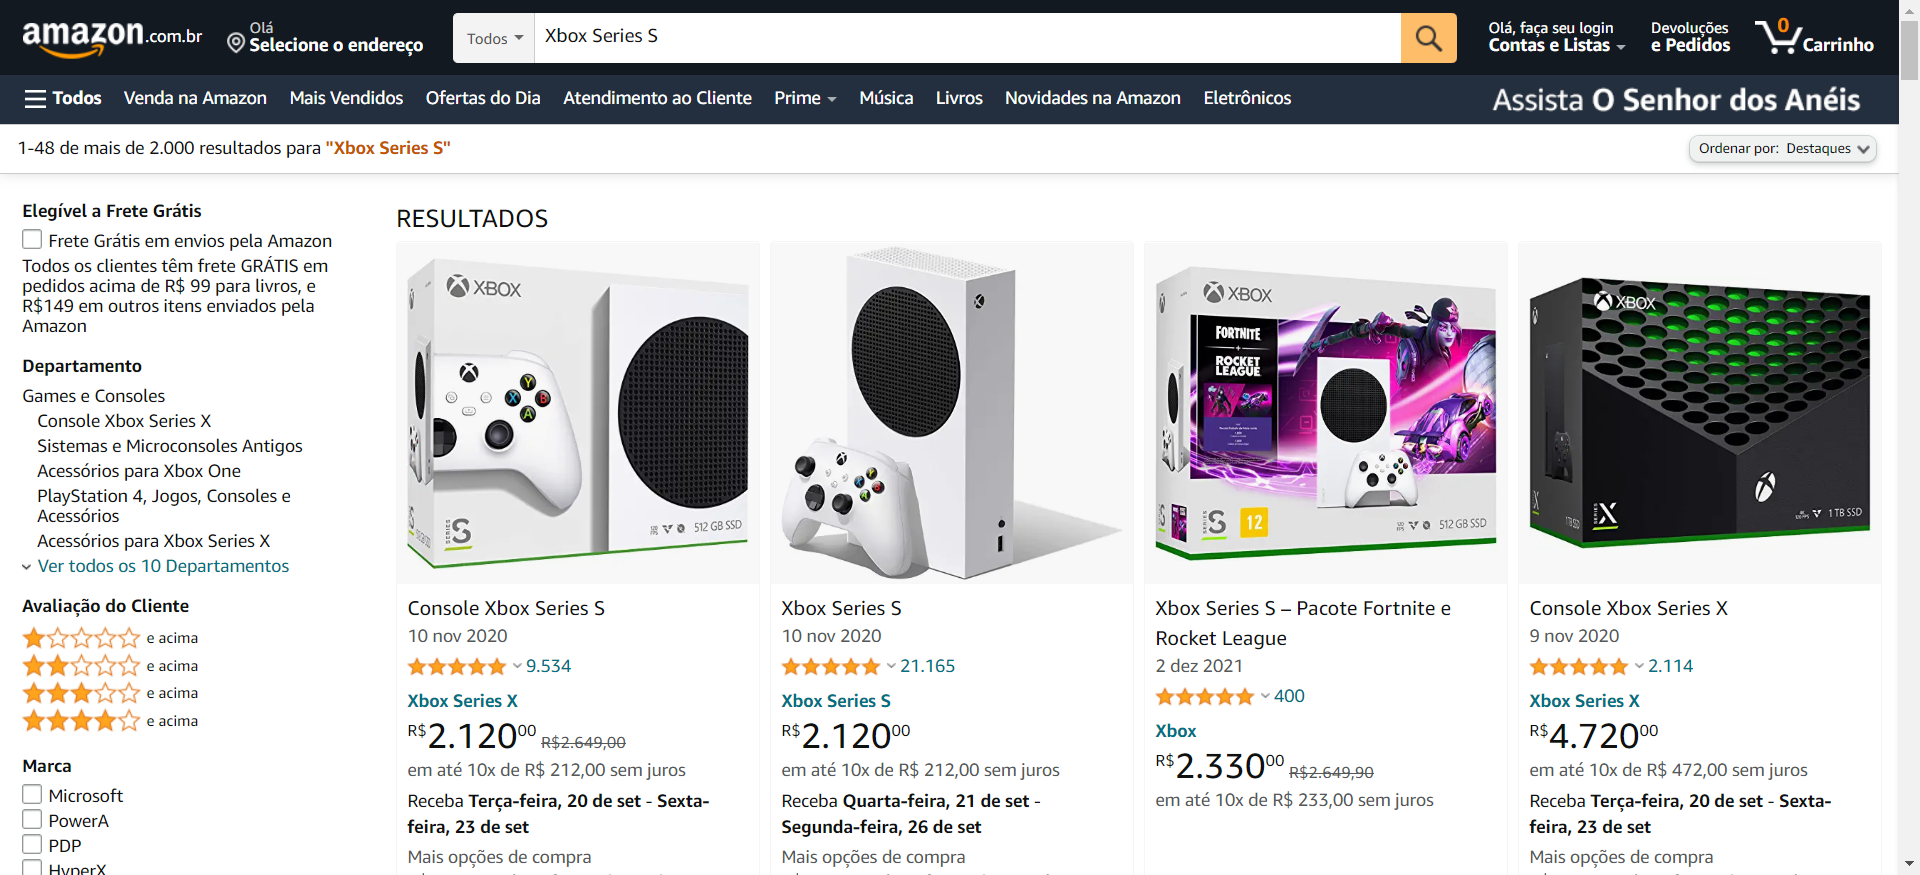 amazon.com.br
Olá
Selecione o endereço
Todos
Xbox Series S
Olá, faça seu login
Contas e Listas
Devoluções
e Pedidos
0
Carrinho
Todos
Venda na Amazon
Mais Vendidos
Ofertas do Dia
Atendimento ao Cliente
Prime
Música
Livros
Novidades na Amazon
Eletrônicos
Assista O Senhor dos Anéis
1-48 de mais de 2.000 resultados para "Xbox Series S"
Ordenar por: Destaques
Elegível a Frete Grátis
Frete Grátis em envios pela Amazon
Todos os clientes têm frete GRÁTIS em
pedidos acima de R$ 99 para livros, e
R$149 em outros itens enviados pela
Amazon
Departamento
Games e Consoles
Console Xbox Series X
Sistemas e Microconsoles Antigos
Acessórios para Xbox One
PlayStation 4, Jogos, Consoles e
Acessórios
Acessórios para Xbox Series X
Ver todos os 10 Departamentos
Avaliação do Cliente
e acima
e acima
e acima
e acima
Marca
Microsoft
PowerA
PDP
HyperX
RESULTADOS
XBOX
Y
X
B
A
SERIES S
512 GB SSD
Console Xbox Series S
10 nov 2020
9.534
Xbox Series X
R$2.12000 R$2.649,00
em até 10x de R$ 212,00 sem juros
Receba Terça-feira, 20 de set - Sexta-
feira, 23 de set
Mais opções de compra
Xbox Series S
10 nov 2020
21.165
Xbox Series S
R$2.12000
em até 10x de R$ 212,00 sem juros
Receba Quarta-feira, 21 de set -
Segunda-feira, 26 de set
Mais opções de compra
XBOX
FORTNITE
+
ROCKET
LEAGUE
SERIES S
12
512 GB SSD
Xbox Series S – Pacote Fortnite e
Rocket League
2 dez 2021
400
Xbox
R$2.33000 R$2.649,90
em até 10x de R$ 233,00 sem juros
XBOX
SERIES X
1 TB SSD
Console Xbox Series X
9 nov 2020
2.114
Xbox Series X
R$4.72000
em até 10x de R$ 472,00 sem juros
Receba Terça-feira, 20 de set - Sexta-
feira, 23 de set
Mais opções de compra